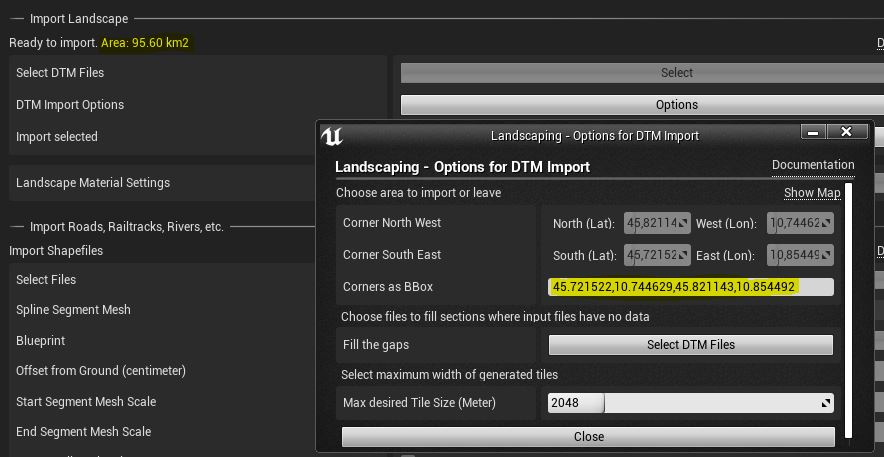 Import Landscape
Ready to import. Area: 95.60 km2
Select DTM Files Select
DTM Import Options Options
Import selected
Landscape Material Settings
Import Roads, Railtracks, Rivers, etc.
Import Shapefiles
Select Files
Spline Segment Mesh
Blueprint
Offset from Ground (centimeter)
Start Segment Mesh Scale
End Segment Mesh Scale
Landscaping - Options for DTM Import
Landscaping - Options for DTM Import Documentation
Choose area to import or leave Show Map
Corner North West North (Lat): 45,82114 West (Lon): 10,74462
Corner South East South (Lat): 45,72152 East (Lon): 10,85449
Corners as BBox 45.721522,10.744629,45.821143,10.854492
Choose files to fill sections where input files have no data
Fill the gaps Select DTM Files
Select maximum width of generated tiles
Max desired Tile Size (Meter) 2048
Close